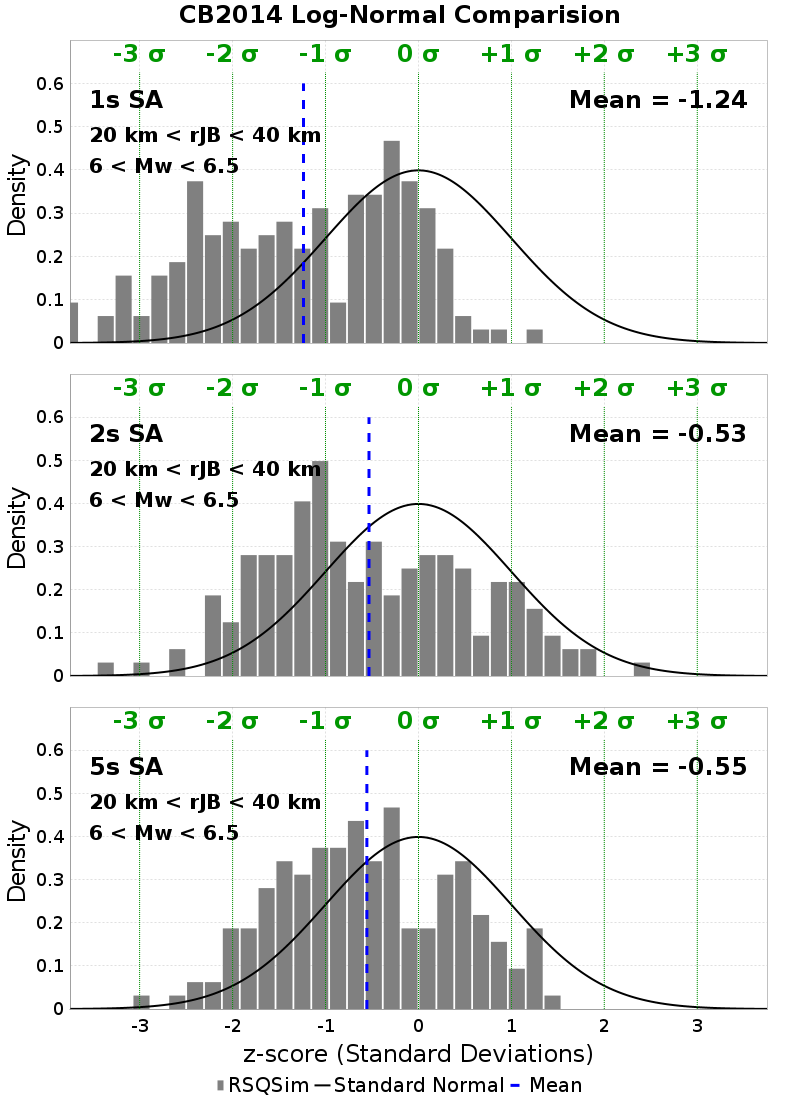 CB2014 Log-Normal Comparision
-3 σ -2 σ -1 σ 0 σ +1 σ +2 σ +3 σ
1s SA
Mean = -1.24
20 km < rJB < 40 km
6 < Mw < 6.5
Density
0.6
0.5
0.4
0.3
0.2
0.1
0
-3 σ -2 σ -1 σ 0 σ +1 σ +2 σ +3 σ
2s SA
Mean = -0.53
20 km < rJB < 40 km
6 < Mw < 6.5
Density
0.6
0.5
0.4
0.3
0.2
0.1
0
-3 σ -2 σ -1 σ 0 σ +1 σ +2 σ +3 σ
5s SA
Mean = -0.55
20 km < rJB < 40 km
6 < Mw < 6.5
Density
0.6
0.5
0.4
0.3
0.2
0.1
0
-3 -2 -1 0 1 2 3
z-score (Standard Deviations)
RSQSim Standard Normal Mean